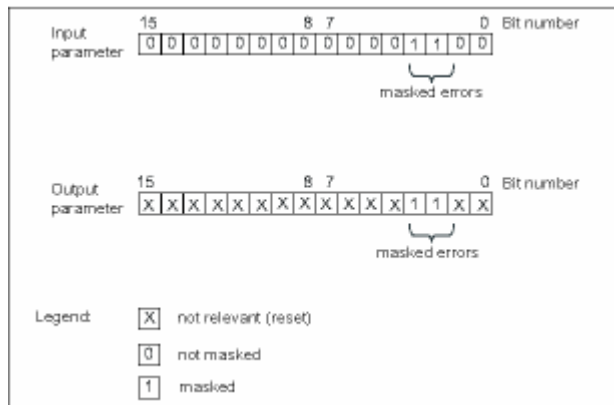 15 8 7 0 Bit number
Input parameter
0 0 0 0 0 0 0 0 0 0 0 0 1 1 0 0
masked errors
15 8 7 0 Bit number
Output parameter
X X X X X X X X X X X X 1 1 X X
masked errors
Legend: X not relevant (reset)
0 not masked
1 masked